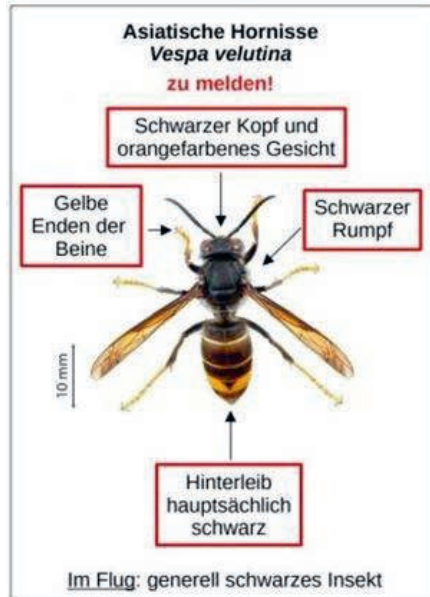 Asiatische Hornisse
Vespa velutina
zu melden!
Schwarzer Kopf und
orangefarbenes Gesicht
Gelbe
Enden der
Beine
Schwarzer
Rumpf
10 mm
Hinterleib
hauptsächlich
schwarz
Im Flug: generell schwarzes Insekt